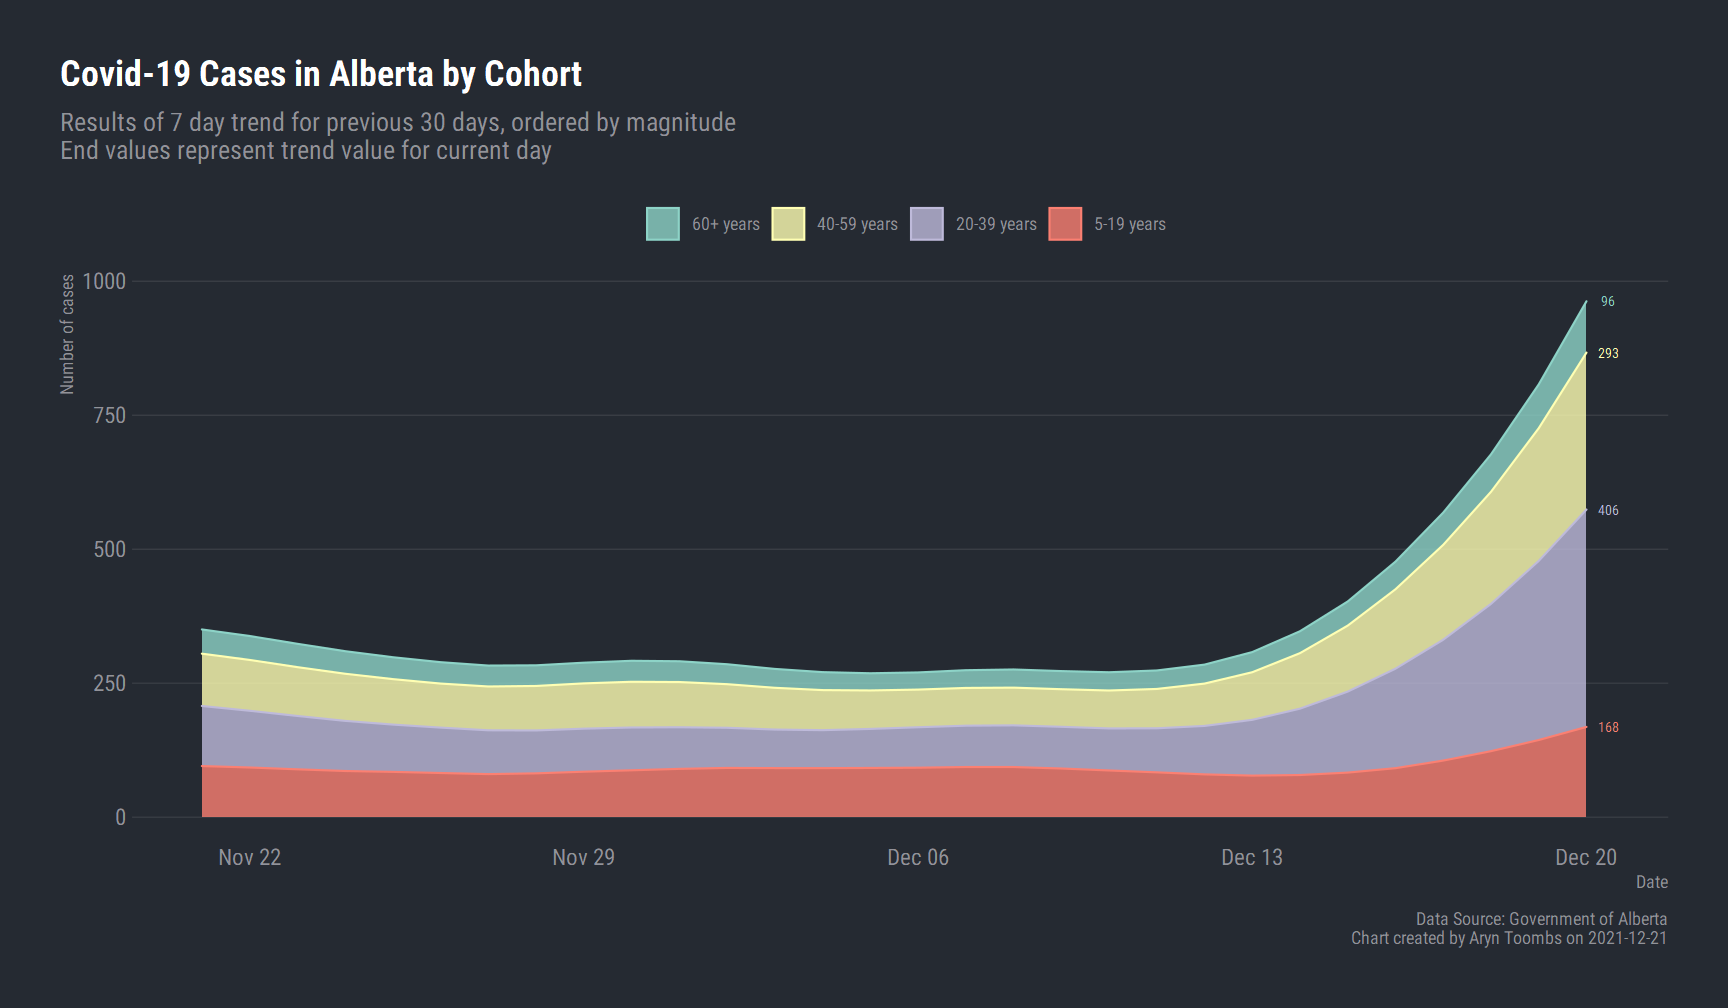 Covid-19 Cases in Alberta by Cohort
Results of 7 day trend for previous 30 days, ordered by magnitude
End values represent trend value for current day
60+ years 40-59 years 20-39 years 5-19 years
Number of cases
1000
750
500
250
0
96
293
406
168
Nov 22 Nov 29 Dec 06 Dec 13 Dec 20
Date
Data Source: Government of Alberta
Chart created by Aryn Toombs on 2021-12-21